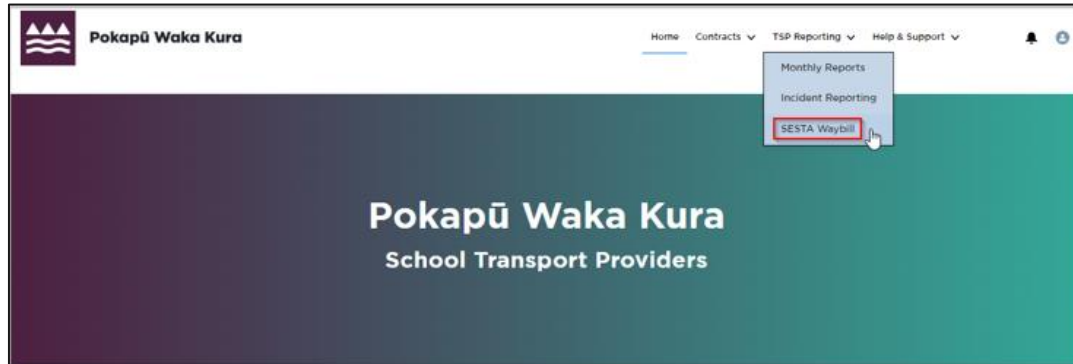 Pokapū Waka Kura
Home Contracts TSP Reporting Help & Support
Monthly Reports
Incident Reporting
SESTA Waybill
Pokapū Waka Kura
School Transport Providers